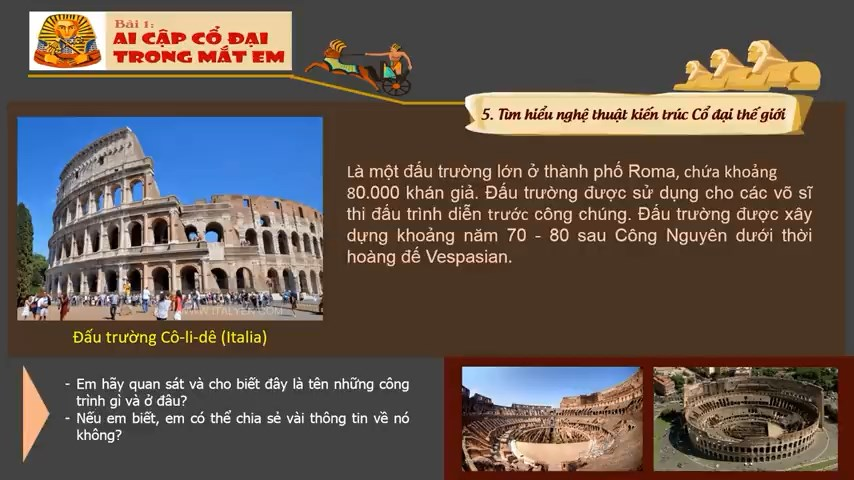 Bài 1:
AI CẬP CỔ ĐẠI
TRONG MẮT EM
5. Tìm hiểu nghệ thuật kiến trúc Cổ đại thế giới
Là một đấu trường lớn ở thành phố Roma, chứa khoảng
80.000 khán giả. Đấu trường được sử dụng cho các võ sĩ
thi đấu trình diễn trước công chúng. Đấu trường được xây
dựng khoảng năm 70 - 80 sau Công Nguyên dưới thời
hoàng đế Vespasian.
WWW.ITALYEN.COM
Đấu trường Cô-li-dê (Italia)
- Em hãy quan sát và cho biết đây là tên những công
trình gì và ở đâu?
- Nếu em biết, em có thể chia sẻ vài thông tin về nó
không?